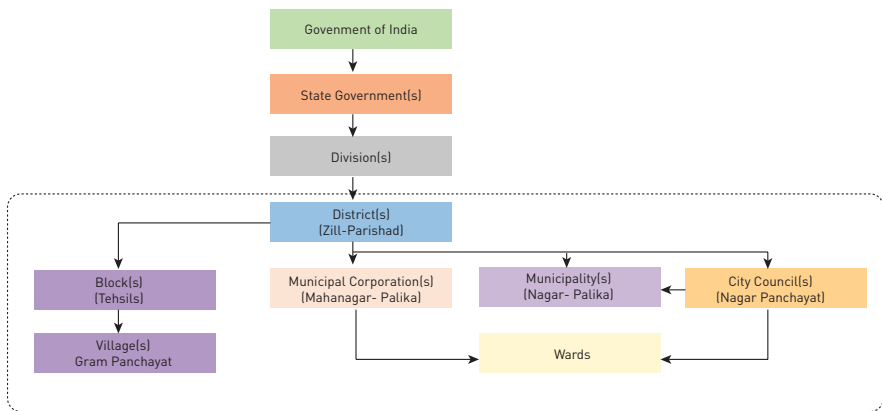 Govenment of India
State Government(s)
Division(s)
District(s)
(Zill-Parishad)
Block(s)
(Tehsils)
Municipal Corporation(s)
(Mahanagar- Palika)
Municipality(s)
(Nagar- Palika)
City Council(s)
(Nagar Panchayat)
Village(s)
Gram Panchayat
Wards